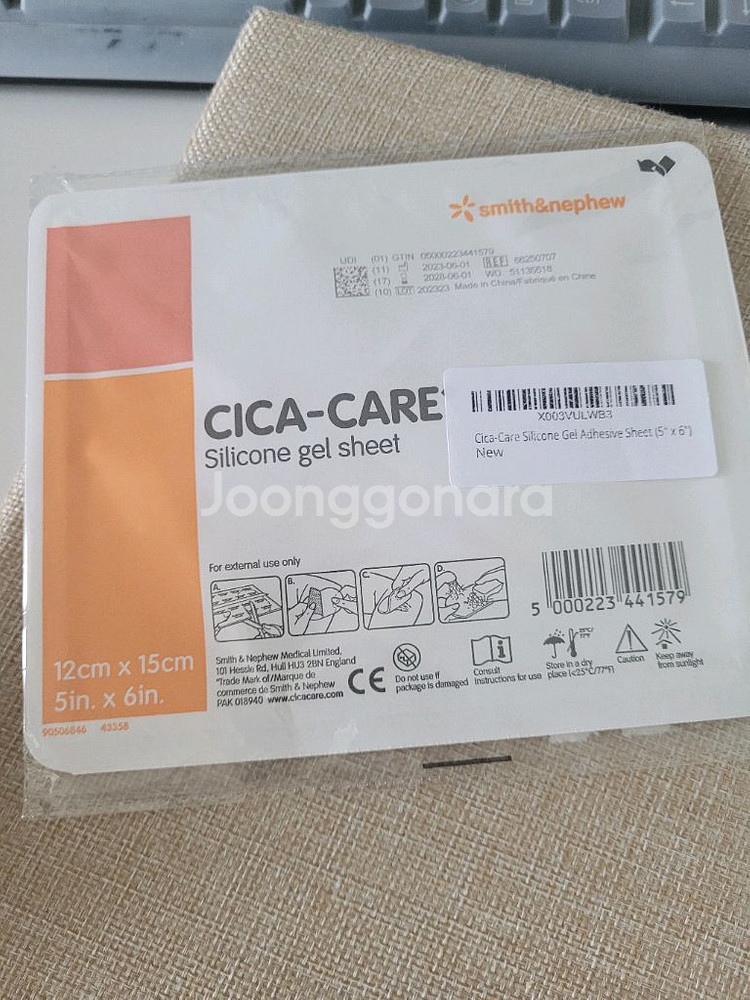 smith&nephew
UDI (01) GTIN 05000223441579
(11) 2023-06-01 REF 66250707
(17) 2028-06-01 WO 51135518
(10) LOT 202323 Made in China/Fabriqué en Chine
CICA-CARE
Silicone gel sheet
X003VULWB3
Cica-Care Silicone Gel Adhesive Sheet (5" x 6")
New
Joonggonara
For external use only
A. B. C. D.
5 000223 441579
12cm x 15cm
5in. x 6in.
Smith & Nephew Medical Limited,
101 Hessle Rd, Hull HU3 2BN England
*Trade Mark of/Marque de
commerce de Smith & Nephew
PAK 018940 www.cicacare.com
CE
Do not use if
package is damaged
Consult
instructions for use
25°C/
77°F
Store in a dry
place (<25°C/77°F)
Caution
Keep away
from sunlight
90506846 43358